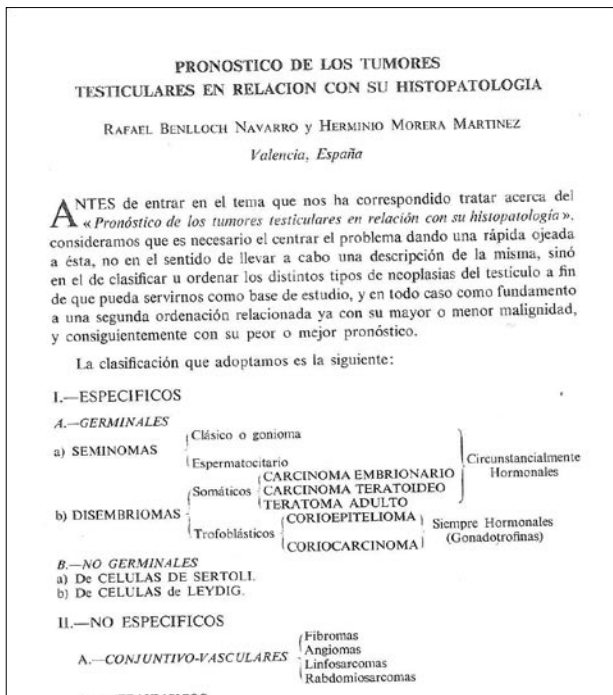 PRONOSTICO DE LOS TUMORES
TESTICULARES EN RELACION CON SU HISTOPATOLOGIA
RAFAEL BENLLOCH NAVARRO y HERMINIO MORERA MARTINEZ
Valencia, España
ANTES de entrar en el tema que nos ha correspondido tratar acerca del
«Pronóstico de los tumores testiculares en relación con su histopatología».
consideramos que es necesario el centrar el problema dando una rápida ojeada
a ésta, no en el sentido de llevar a cabo una descripción de la misma, sinó
en el de clasificar u ordenar los distintos tipos de neoplasias del testículo a fin
de que pueda servirnos como base de estudio, y en todo caso como fundamento
a una segunda ordenación relacionada ya con su mayor o menor malignidad,
y consiguientemente con su peor o mejor pronóstico.
La clasificación que adoptamos es la siguiente:
I.—ESPECIFICOS
A.—GERMINALES
a) SEMINOMAS
Clásico o gonioma
Espermatocitario
b) DISEMBRIOMAS
Somáticos
CARCINOMA EMBRIONARIO
CARCINOMA TERATOIDEO
TERATOMA ADULTO
Circunstancialmente
Hormonales
Trofoblásticos
CORIOEPITELIOMA
CORIOCARCINOMA
Siempre Hormonales
(Gonadotrofinas)
B.—NO GERMINALES
a) De CELULAS DE SERTOLI.
b) De CELULAS de LEYDIG.
II.—NO ESPECIFICOS
A.—CONJUNTIVO-VASCULARES
Fibromas
Angiomas
Linfosarcomas
Rabdomiosarcomas